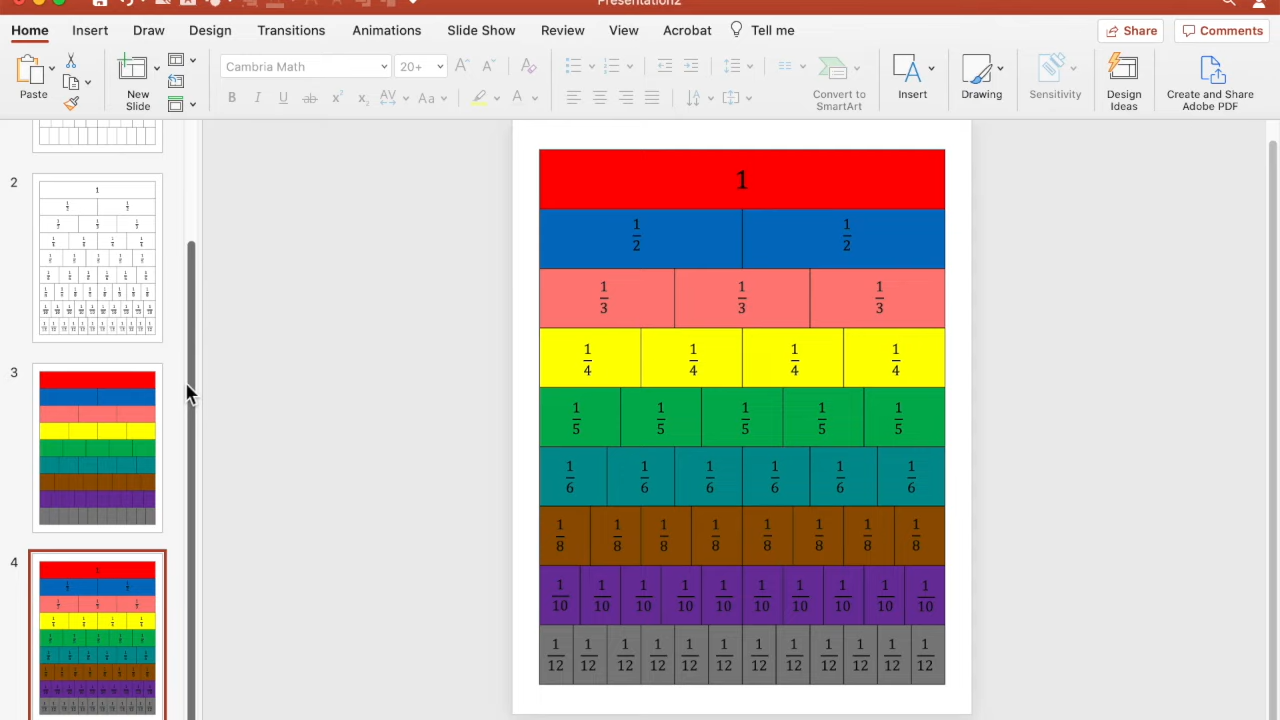 Presentation2
Home Insert Draw Design Transitions Animations Slide Show Review View Acrobat Tell me Share Comments
Cambria Math 20+
Paste New Slide Convert to SmartArt Insert Drawing Sensitivity Design Ideas Create and Share Adobe PDF
2
3
4
1
1/2 1/2
1/3 1/3 1/3
1/4 1/4 1/4 1/4
1/5 1/5 1/5 1/5 1/5
1/6 1/6 1/6 1/6 1/6 1/6
1/8 1/8 1/8 1/8 1/8 1/8 1/8 1/8
1/10 1/10 1/10 1/10 1/10 1/10 1/10 1/10 1/10 1/10
1/12 1/12 1/12 1/12 1/12 1/12 1/12 1/12 1/12 1/12 1/12 1/12